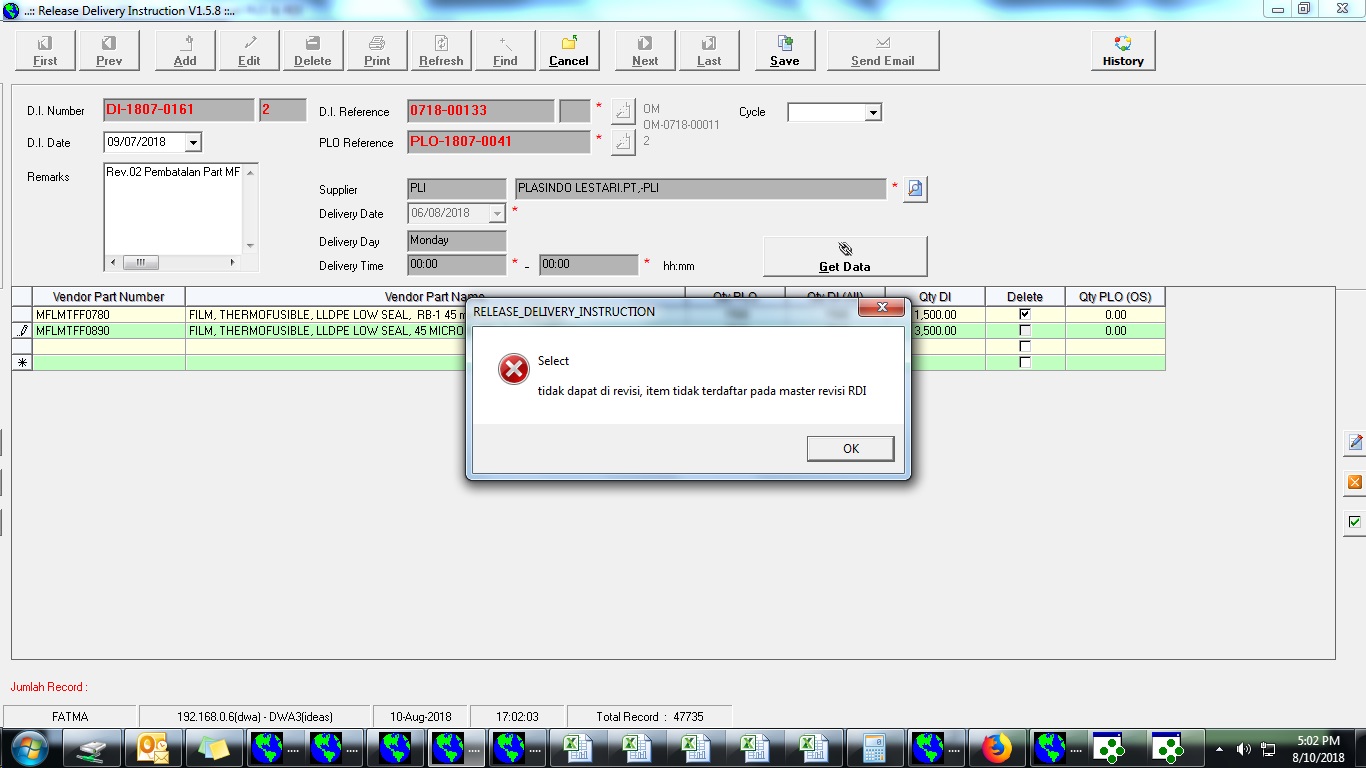 ..:: Release Delivery Instruction V1.5.8 ::..
First Prev Add Edit Delete Print Refresh Find Cancel Next Last Save Send Email History
D.I. Number DI-1807-0161 2 D.I. Reference 0718-00133 * OM Cycle
OM-0718-00011
D.I. Date 09/07/2018 PLO Reference PLO-1807-0041 * 2
Remarks Rev.02 Pembatalan Part MF
Supplier PLI PLASINDO LESTARI.PT,-PLI *
Delivery Date 06/08/2018 *
Delivery Day Monday
Delivery Time 00:00 * - 00:00 * hh:mm Get Data
Vendor Part Number Vendor Part Name Qty PLO Qty DI (All) Qty DI Delete Qty PLO (OS)
MFLMTFF0780 FILM, THERMOFUSIBLE, LLDPE LOW SEAL, RB-1 45 m 1,500.00 0.00
MFLMTFF0890 FILM, THERMOFUSIBLE, LLDPE LOW SEAL, 45 MICRO 3,500.00 0.00
RELEASE_DELIVERY_INSTRUCTION
Select
tidak dapat di revisi, item tidak terdaftar pada master revisi RDI
OK
Jumlah Record :
FATMA 192.168.0.6(dwa) - DWA3(ideas) 10-Aug-2018 17:02:03 Total Record : 47735
5:02 PM
8/10/2018